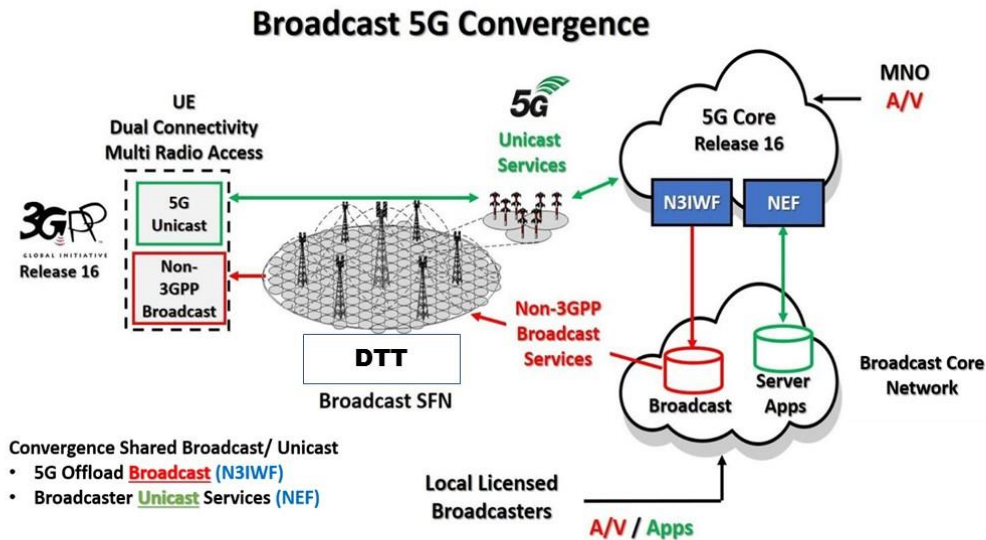 Broadcast 5G Convergence
UE
Dual Connectivity
Multi Radio Access
5G
Unicast
Services
5G Core
Release 16
MNO
A/V
N3IWF
NEF
3GPP
GLOBAL INITIATIVE
Release 16
5G
Unicast
Non-
3GPP
Broadcast
DTT
Broadcast SFN
Non-3GPP
Broadcast
Services
Broadcast
Server
Apps
Broadcast Core
Network
Convergence Shared Broadcast/ Unicast
• 5G Offload Broadcast (N3IWF)
• Broadcaster Unicast Services (NEF)
Local Licensed
Broadcasters
A/V / Apps